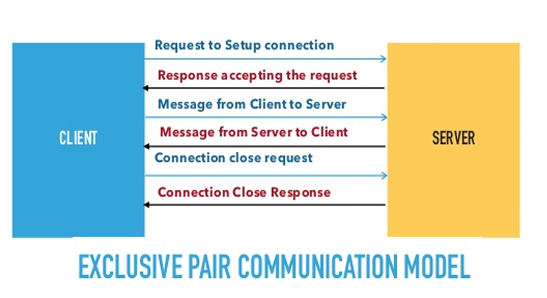 Request to Setup connection
Response accepting the request
Message from Client to Server
CLIENT
Message from Server to Client
SERVER
Connection close request
Connection Close Response
EXCLUSIVE PAIR COMMUNICATION MODEL